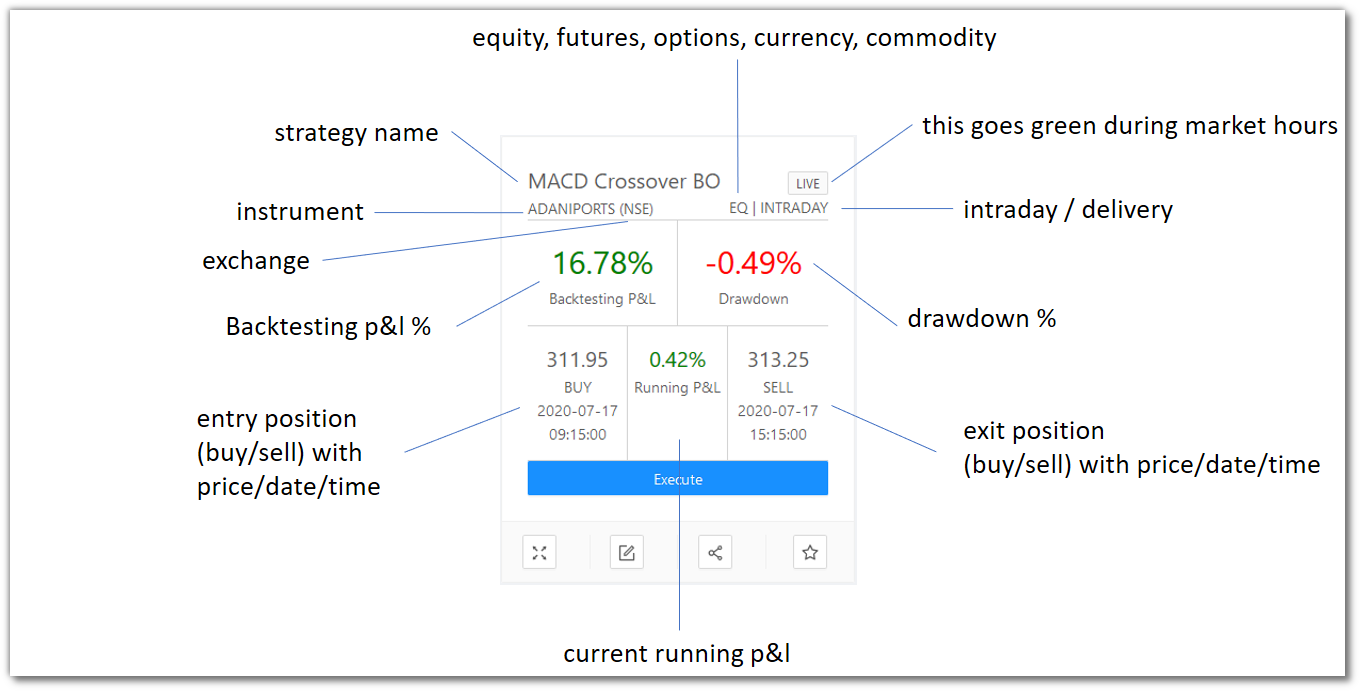 equity, futures, options, currency, commodity
strategy name
this goes green during market hours
MACD Crossover BO
LIVE
instrument
ADANIPORTS (NSE)
EQ | INTRADAY
intraday / delivery
exchange
16.78%
-0.49%
Backtesting P&L
Drawdown
Backtesting p&l %
drawdown %
311.95
0.42%
313.25
BUY
Running P&L
SELL
2020-07-17
2020-07-17
09:15:00
15:15:00
entry position
(buy/sell) with
price/date/time
exit position
(buy/sell) with price/date/time
Execute
current running p&l